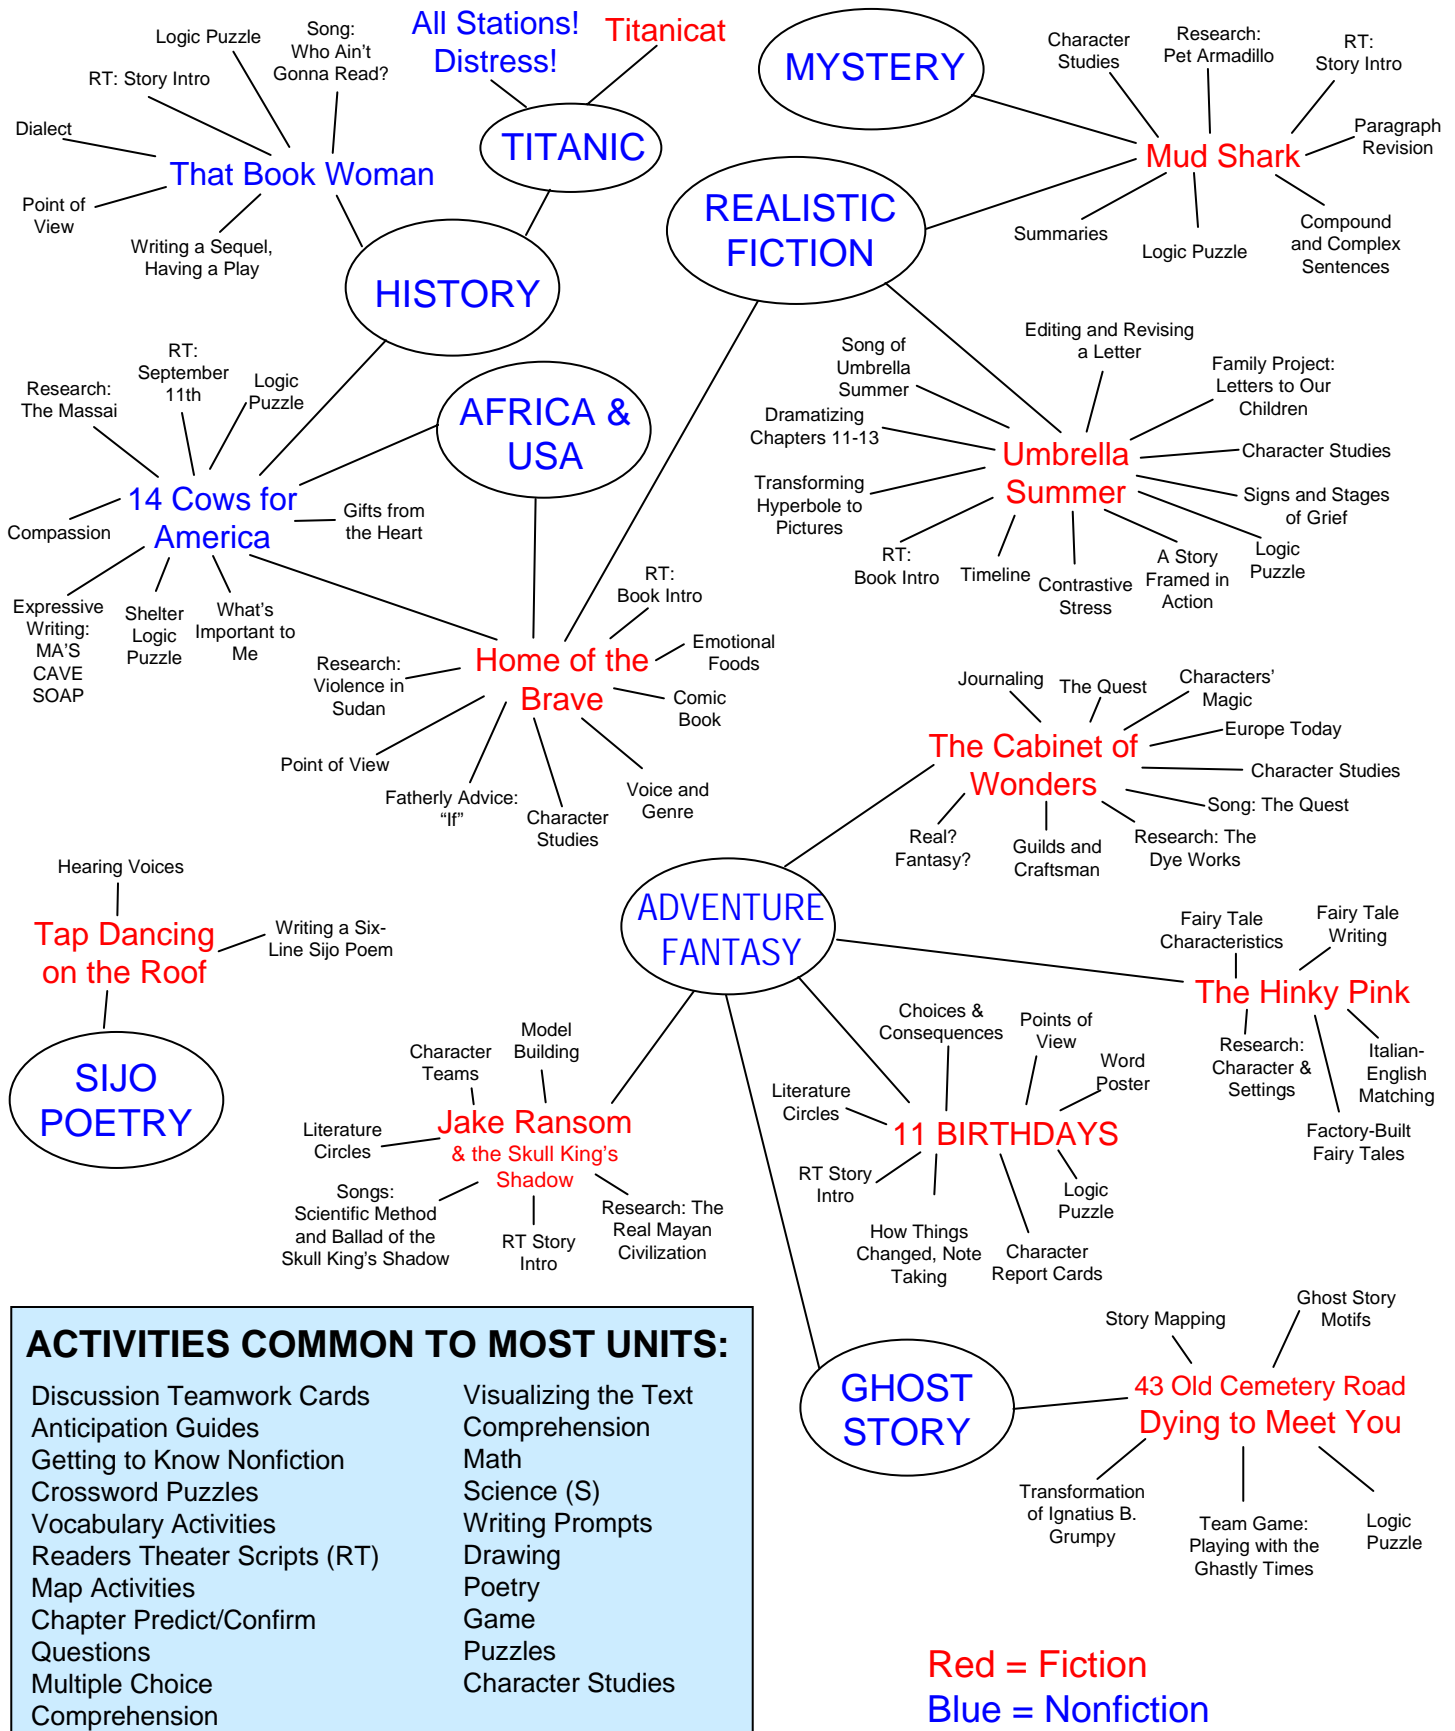 All Stations!
Distress!
Titanicat
TITANIC
Logic Puzzle
Song:
Who Ain't
Gonna Read?
RT: Story Intro
Dialect
That Book Woman
Point of
View
Writing a Sequel,
Having a Play
HISTORY
MYSTERY
Character
Studies
Research:
Pet Armadillo
RT:
Story Intro
Paragraph
Revision
Mud Shark
Summaries
Logic Puzzle
Compound
and Complex
Sentences
REALISTIC
FICTION
RT:
September
11th
Logic
Puzzle
Research:
The Massai
14 Cows for
America
Compassion
Gifts from
the Heart
Expressive
Writing:
MA'S
CAVE
SOAP
Shelter
Logic
Puzzle
What's
Important to
Me
AFRICA &
USA
Editing and Revising
a Letter
Song of
Umbrella
Summer
Family Project:
Letters to Our
Children
Dramatizing
Chapters 11-13
Umbrella
Summer
Character Studies
Transforming
Hyperbole to
Pictures
Signs and Stages
of Grief
RT:
Book Intro
Timeline
Contrastive
Stress
A Story
Framed in
Action
Logic
Puzzle
RT:
Book Intro
Emotional
Foods
Home of the
Brave
Research:
Violence in
Sudan
Comic
Book
Point of View
Fatherly Advice:
“If”
Character
Studies
Voice and
Genre
Journaling
The Quest
Characters'
Magic
Europe Today
The Cabinet of
Wonders
Character Studies
Song: The Quest
Real?
Fantasy?
Guilds and
Craftsman
Research: The
Dye Works
Hearing Voices
Tap Dancing
on the Roof
Writing a Six-
Line Sijo Poem
SIJO
POETRY
ADVENTURE
FANTASY
Fairy Tale
Characteristics
Fairy Tale
Writing
The Hinky Pink
Research:
Character &
Settings
Italian-
English
Matching
Factory-Built
Fairy Tales
Character
Teams
Model
Building
Jake Ransom
& the Skull King's
Shadow
Literature
Circles
Songs:
Scientific Method
and Ballad of the
Skull King's Shadow
RT Story
Intro
Research: The
Real Mayan
Civilization
Choices &
Consequences
Points of
View
Word
Poster
Literature
Circles
11 BIRTHDAYS
RT Story
Intro
How Things
Changed, Note
Taking
Character
Report Cards
Logic
Puzzle
GHOST
STORY
Story Mapping
Ghost Story
Motifs
43 Old Cemetery Road
Dying to Meet You
Transformation
of Ignatius B.
Grumpy
Team Game:
Playing with the
Ghastly Times
Logic
Puzzle
ACTIVITIES COMMON TO MOST UNITS:
Discussion Teamwork Cards
Anticipation Guides
Getting to Know Nonfiction
Crossword Puzzles
Vocabulary Activities
Readers Theater Scripts (RT)
Map Activities
Chapter Predict/Confirm
Questions
Multiple Choice
Comprehension
Visualizing the Text
Comprehension
Math
Science (S)
Writing Prompts
Drawing
Poetry
Game
Puzzles
Character Studies
Red = Fiction
Blue = Nonfiction